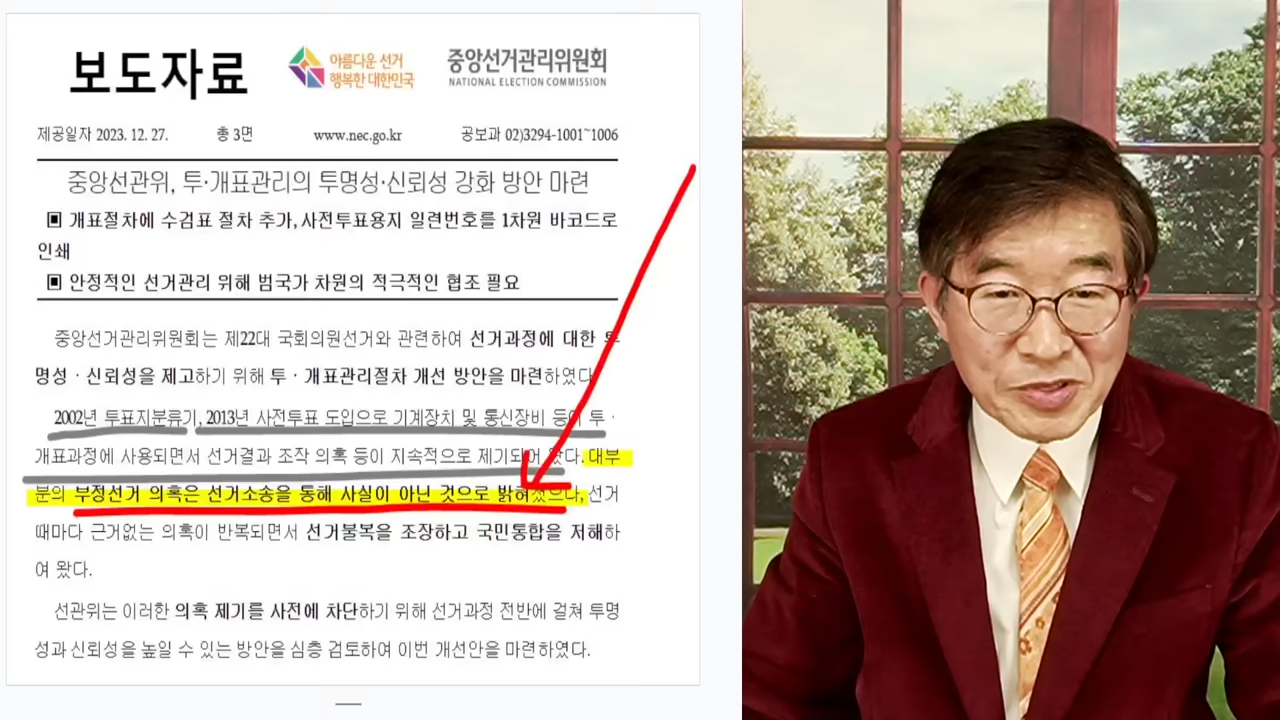 보도자료
아름다운 선거
행복한 대한민국
중앙선거관리위원회
NATIONAL ELECTION COMMISSION
제공일자 2023. 12. 27. 총 3면 www.nec.go.kr 공보과 02)3294-1001~1006
중앙선관위, 투·개표관리의 투명성·신뢰성 강화 방안 마련
▣ 개표절차에 수검표 절차 추가, 사전투표용지 일련번호를 1차원 바코드로
인쇄
▣ 안정적인 선거관리 위해 범국가 차원의 적극적인 협조 필요
중앙선거관리위원회는 제22대 국회의원선거와 관련하여 선거과정에 대한 투
명성·신뢰성을 제고하기 위해 투·개표관리절차 개선 방안을 마련하였다.
2002년 투표지분류기, 2013년 사전투표 도입으로 기계장치 및 통신장비 등이 투·
개표과정에 사용되면서 선거결과 조작 의혹 등이 지속적으로 제기되어 왔다. 대부
분의 부정선거 의혹은 선거소송을 통해 사실이 아닌 것으로 밝혀졌으나, 선거
때마다 근거없는 의혹이 반복되면서 선거불복을 조장하고 국민통합을 저해하
여 왔다.
선관위는 이러한 의혹 제기를 사전에 차단하기 위해 선거과정 전반에 걸쳐 투명
성과 신뢰성을 높일 수 있는 방안을 심층 검토하여 이번 개선안을 마련하였다.